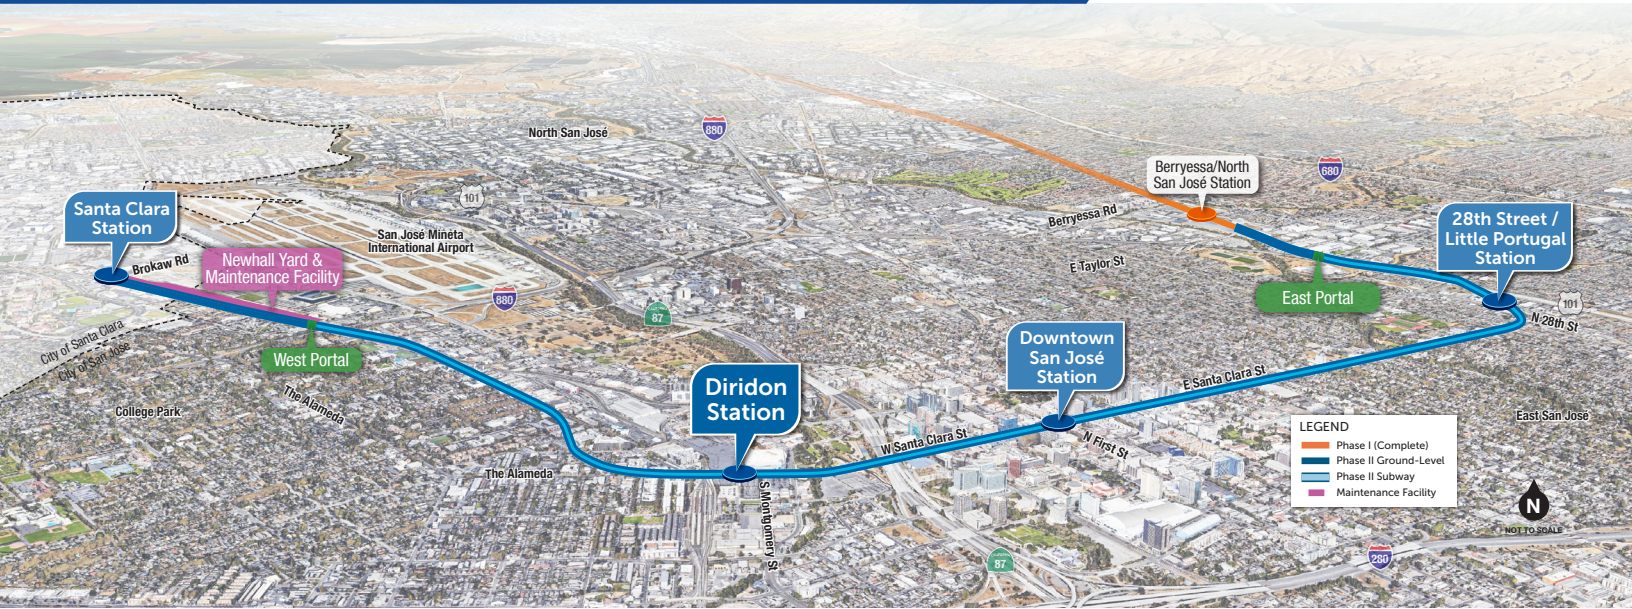 North San José
880
680
Berryessa/North
San José Station
101
Berryessa Rd
Santa Clara
Station
28th Street /
Little Portugal
Station
San José Mineta
International Airport
Brokaw Rd
Newhall Yard &
Maintenance Facility
E Taylor St
East Portal
880
CALIFORNIA
87
101
N 28th St
City of Santa Clara
City of San Jose
West Portal
Downtown
San José
Station
Diridon
Station
E Santa Clara St
The Alameda
College Park
East San José
W Santa Clara St
N First St
LEGEND
Phase I (Complete)
Phase II Ground-Level
Phase II Subway
Maintenance Facility
The Alameda
S Montgomery St
N
NOT TO SCALE
CALIFORNIA
87
280